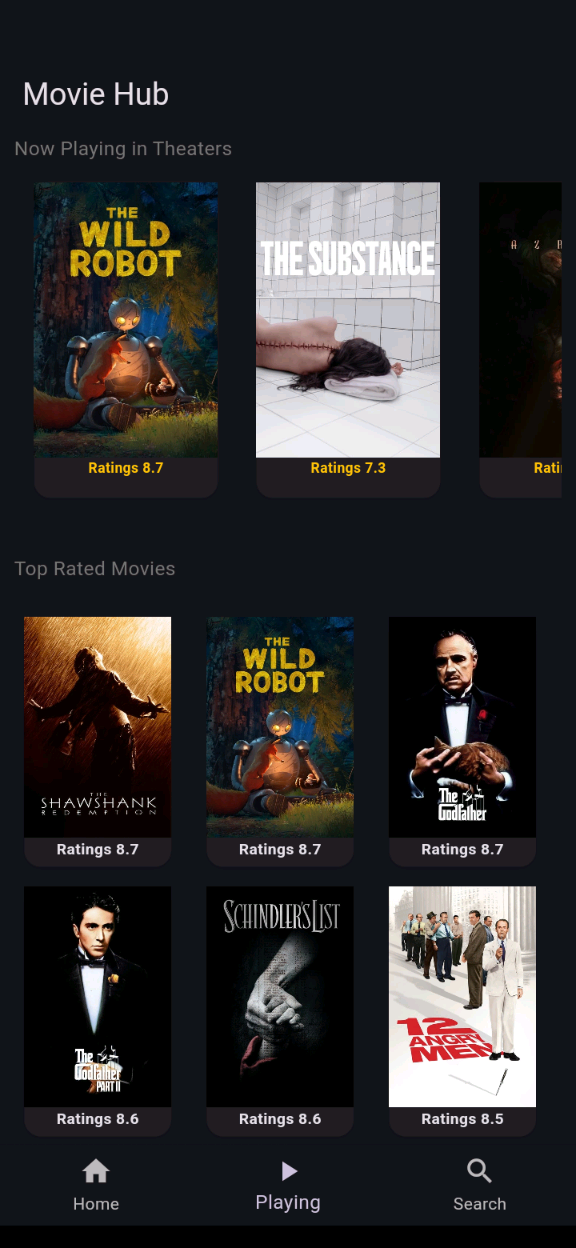 Movie Hub
Now Playing in Theaters
THE
WILD
ROBOT
THE SUBSTANCE
A Z R
Ratings 8.7
Ratings 7.3
Top Rated Movies
THE
SHAWSHANK
REDEMPTION
THE
WILD
ROBOT
The
Godfather
Ratings 8.7
Ratings 8.7
Ratings 8.7
The
Godfather
PART II
SCHINDLER'S LIST
12
ANGRY
MEN
Ratings 8.6
Ratings 8.6
Ratings 8.5
Home
Playing
Search